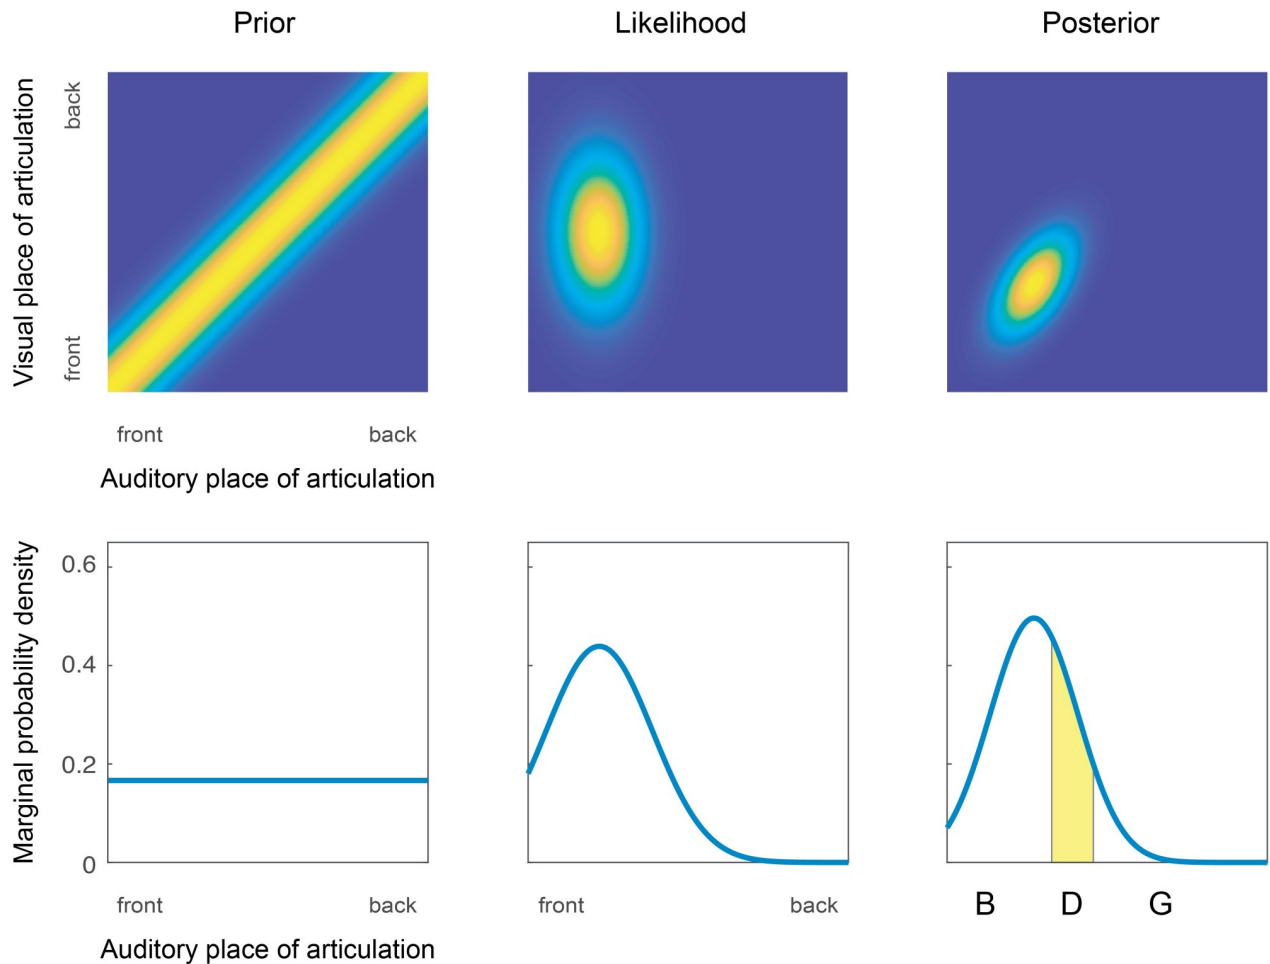 Prior
Likelihood
Posterior
Visual place of articulation
back
front
front
back
Auditory place of articulation
Marginal probability density
0.6
0.4
0.2
0
front
back
front
back
B
D
G
Auditory place of articulation